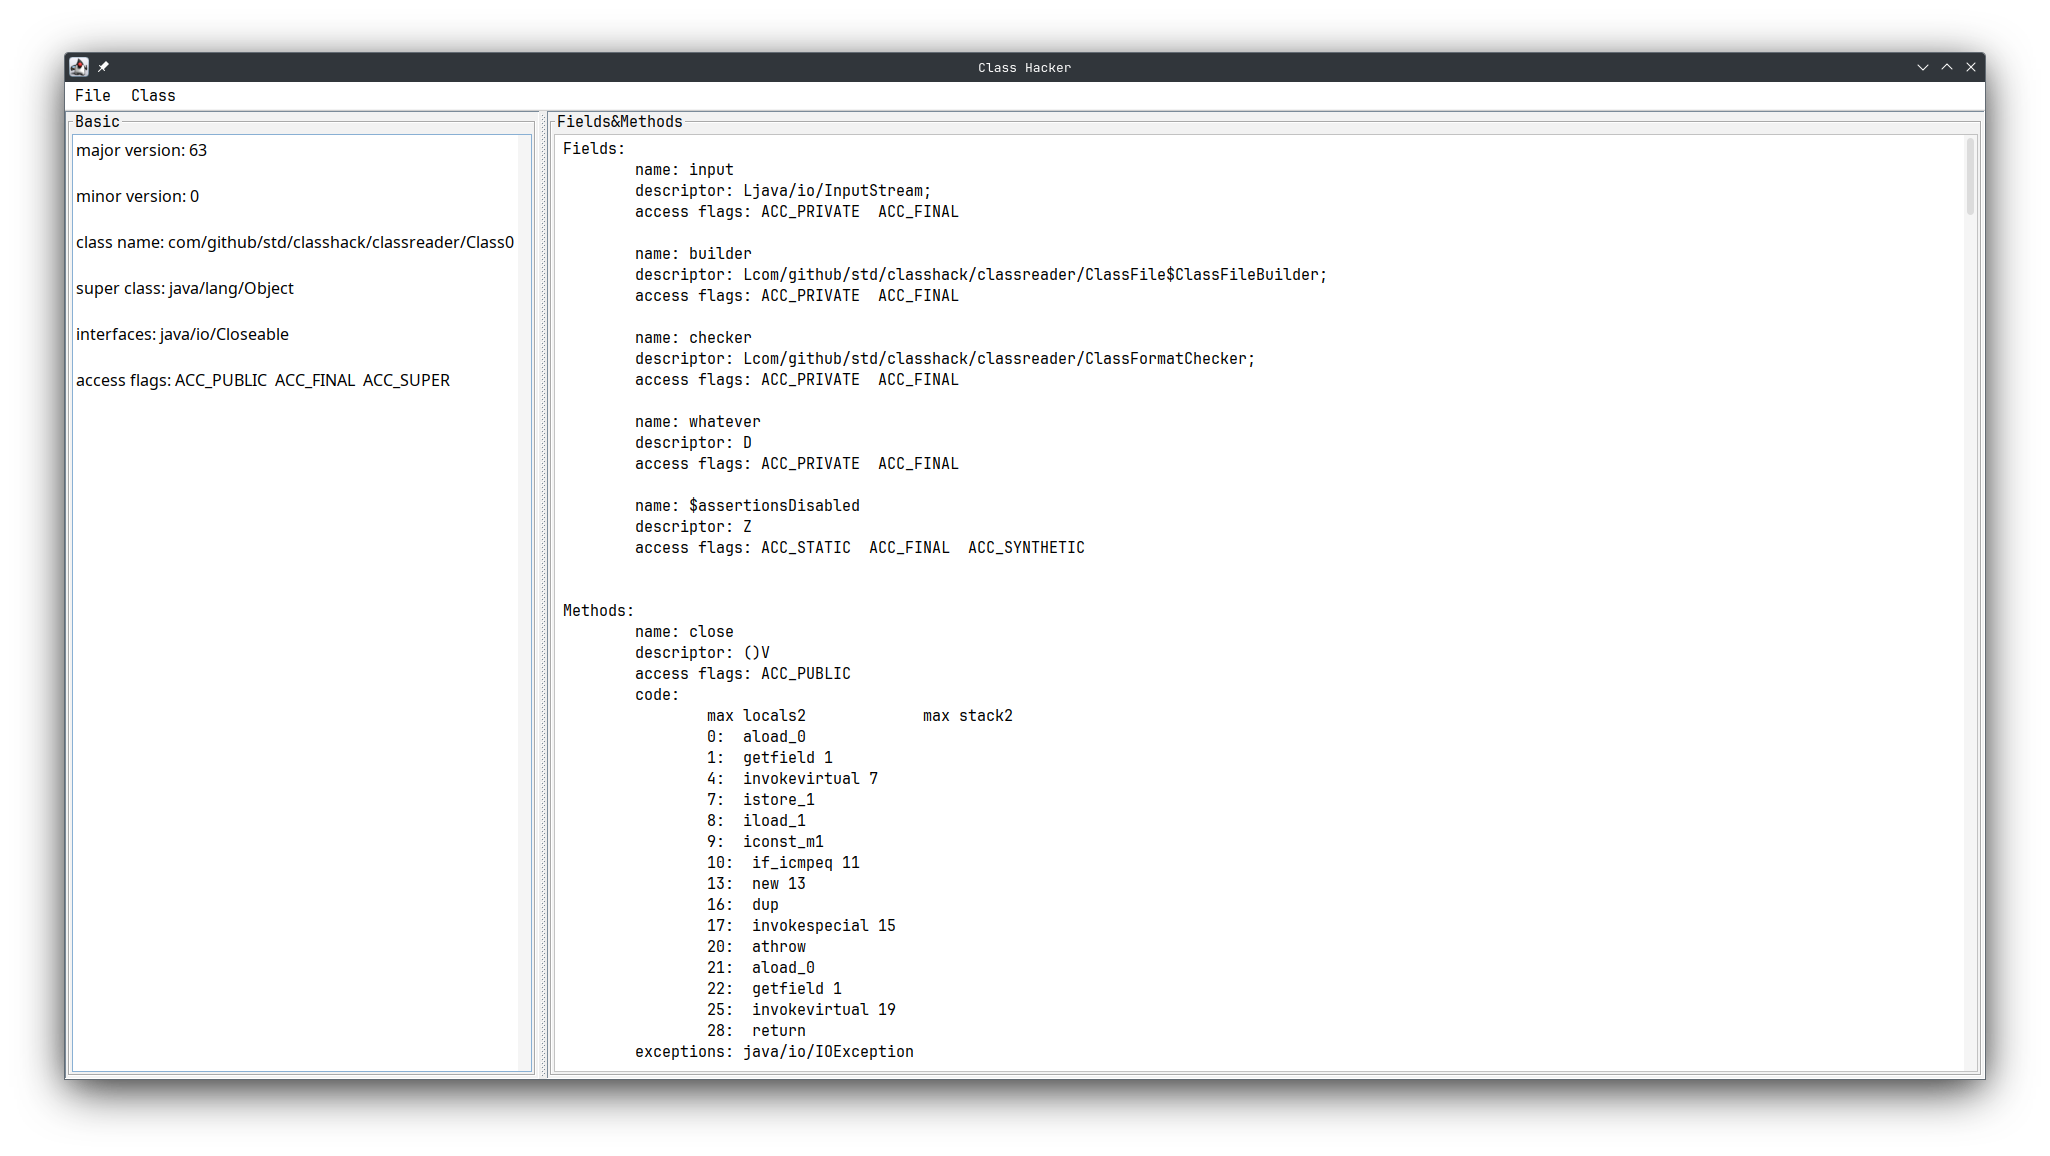 Class Hacker
File Class
Basic
major version: 63
minor version: 0
class name: com/github/std/classhack/classreader/Class0
super class: java/lang/Object
interfaces: java/io/Closeable
access flags: ACC_PUBLIC ACC_FINAL ACC_SUPER
Fields&Methods
Fields:
name: input
descriptor: Ljava/io/InputStream;
access flags: ACC_PRIVATE ACC_FINAL
name: builder
descriptor: Lcom/github/std/classhack/classreader/ClassFile$ClassFileBuilder;
access flags: ACC_PRIVATE ACC_FINAL
name: checker
descriptor: Lcom/github/std/classhack/classreader/ClassFormatChecker;
access flags: ACC_PRIVATE ACC_FINAL
name: whatever
descriptor: D
access flags: ACC_PRIVATE ACC_FINAL
name: $assertionsDisabled
descriptor: Z
access flags: ACC_STATIC ACC_FINAL ACC_SYNTHETIC
Methods:
name: close
descriptor: ()V
access flags: ACC_PUBLIC
code:
max locals2 max stack2
0: aload_0
1: getfield 1
4: invokevirtual 7
7: istore_1
8: iload_1
9: iconst_m1
10: if_icmpeq 11
13: new 13
16: dup
17: invokespecial 15
20: athrow
21: aload_0
22: getfield 1
25: invokevirtual 19
28: return
exceptions: java/io/IOException